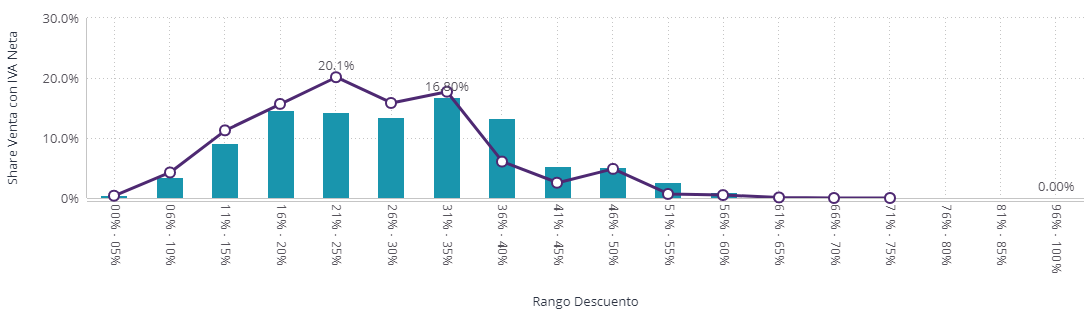 30.0%
20.0%
10.0%
0%
Share Venta con IVA Neta
20.1%
16.80%
0.00%
00% - 05%
06% - 10%
11% - 15%
16% - 20%
21% - 25%
26% - 30%
31% - 35%
36% - 40%
41% - 45%
46% - 50%
51% - 55%
56% - 60%
61% - 65%
66% - 70%
71% - 75%
76% - 80%
81% - 85%
96% - 100%
Rango Descuento